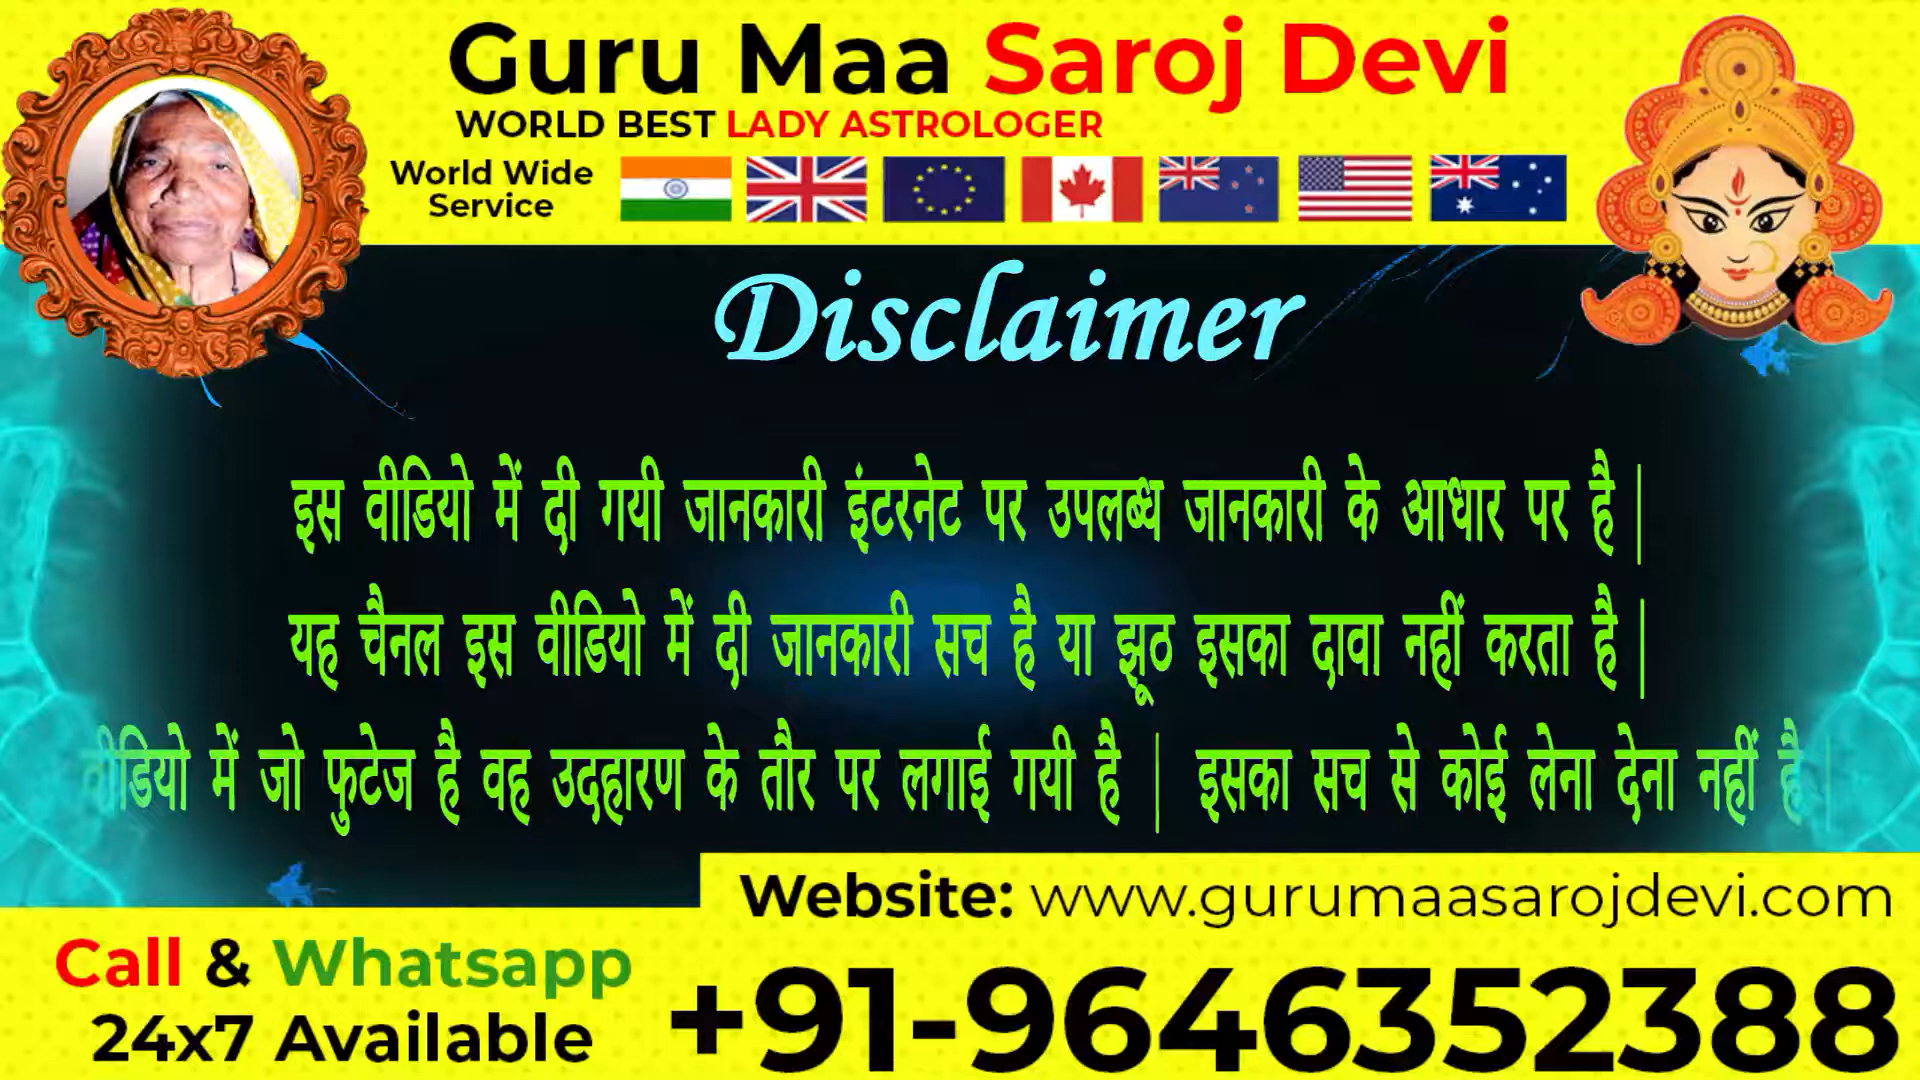 Guru Maa Saroj Devi
WORLD BEST LADY ASTROLOGER
World Wide
Service
Disclaimer
इस वीडियो में दी गयी जानकारी इंटरनेट पर उपलब्ध जानकारी के आधार पर है |
यह चैनल इस वीडियो में दी जानकारी सच है या झूठ इसका दावा नहीं करता है |
वीडियो में जो फुटेज है वह उदहारण के तौर पर लगाई गयी है | इसका सच से कोई लेना देना नहीं है |
Website: www.gurumaasarojdevi.com
Call & Whatsapp
24x7 Available
+91-9646352388